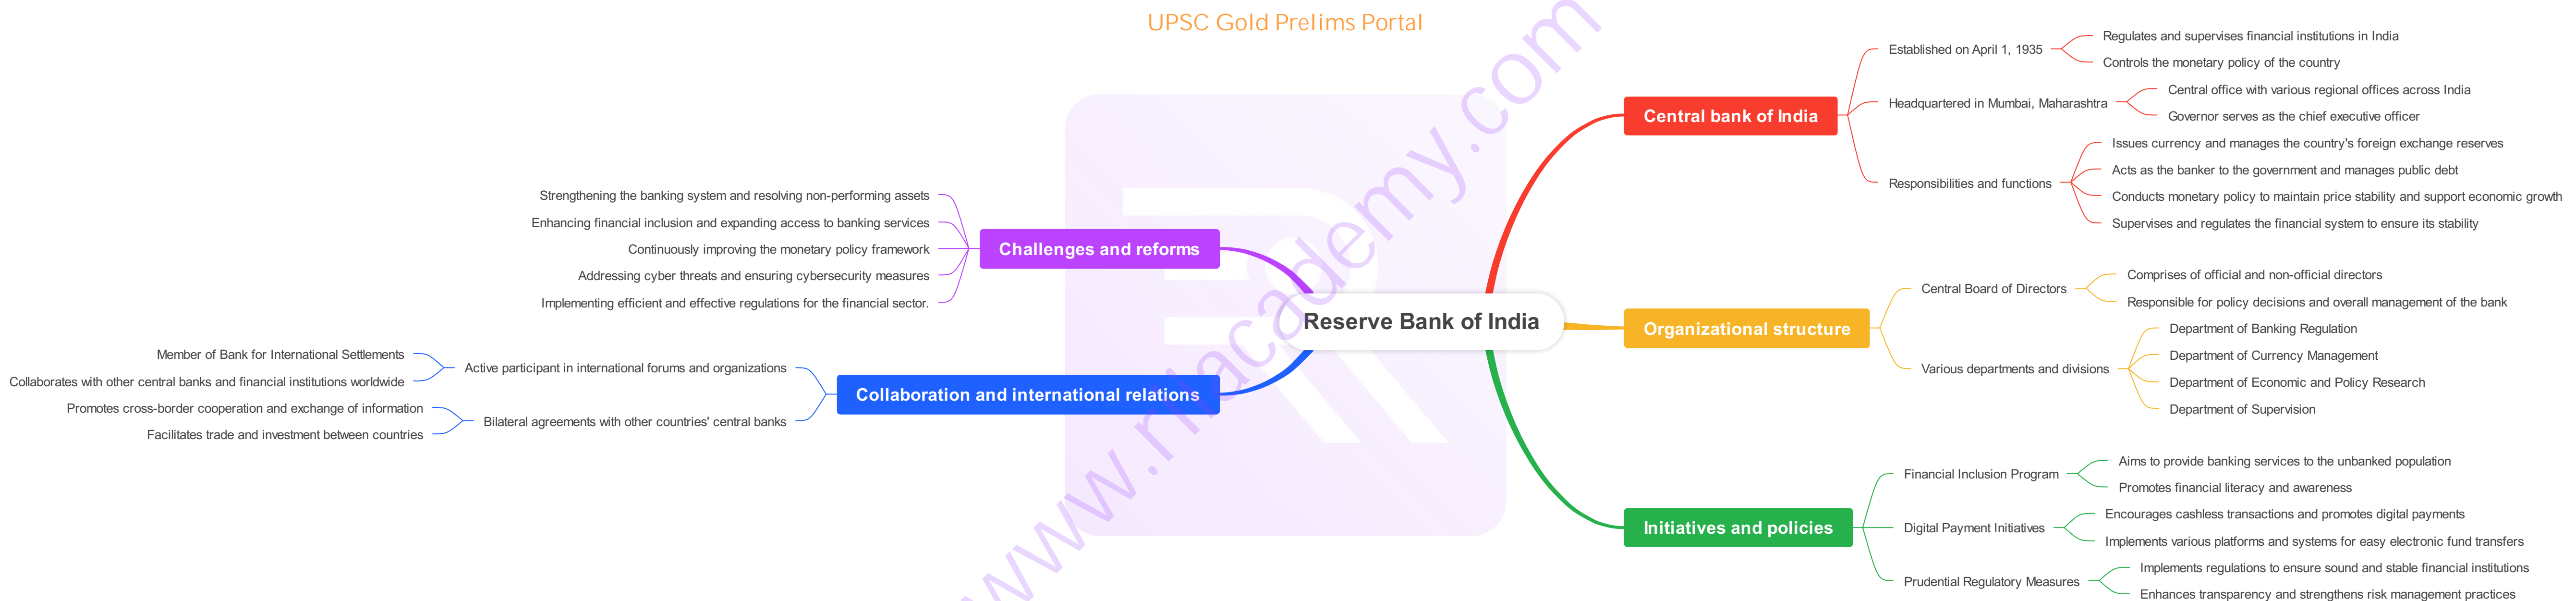 UPSC Gold Prelims Portal
Reserve Bank of India
Central bank of India
Established on April 1, 1935
Regulates and supervises financial institutions in India
Controls the monetary policy of the country
Headquartered in Mumbai, Maharashtra
Central office with various regional offices across India
Governor serves as the chief executive officer
Responsibilities and functions
Issues currency and manages the country's foreign exchange reserves
Acts as the banker to the government and manages public debt
Conducts monetary policy to maintain price stability and support economic growth
Supervises and regulates the financial system to ensure its stability
Organizational structure
Central Board of Directors
Comprises of official and non-official directors
Responsible for policy decisions and overall management of the bank
Various departments and divisions
Department of Banking Regulation
Department of Currency Management
Department of Economic and Policy Research
Department of Supervision
Initiatives and policies
Financial Inclusion Program
Aims to provide banking services to the unbanked population
Promotes financial literacy and awareness
Digital Payment Initiatives
Encourages cashless transactions and promotes digital payments
Implements various platforms and systems for easy electronic fund transfers
Prudential Regulatory Measures
Implements regulations to ensure sound and stable financial institutions
Enhances transparency and strengthens risk management practices
Challenges and reforms
Strengthening the banking system and resolving non-performing assets
Enhancing financial inclusion and expanding access to banking services
Continuously improving the monetary policy framework
Addressing cyber threats and ensuring cybersecurity measures
Implementing efficient and effective regulations for the financial sector.
Collaboration and international relations
Active participant in international forums and organizations
Member of Bank for International Settlements
Collaborates with other central banks and financial institutions worldwide
Bilateral agreements with other countries' central banks
Promotes cross-border cooperation and exchange of information
Facilitates trade and investment between countries